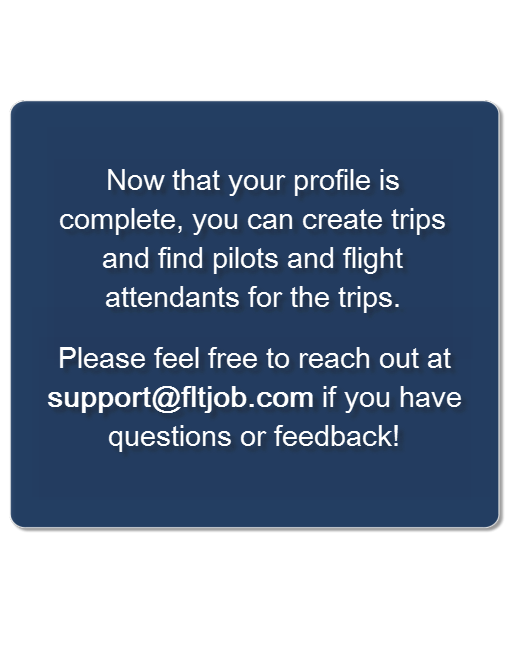 Now that your profile is
complete, you can create trips
and find pilots and flight
attendants for the trips.
Please feel free to reach out at
support@fltjob.com if you have
questions or feedback!